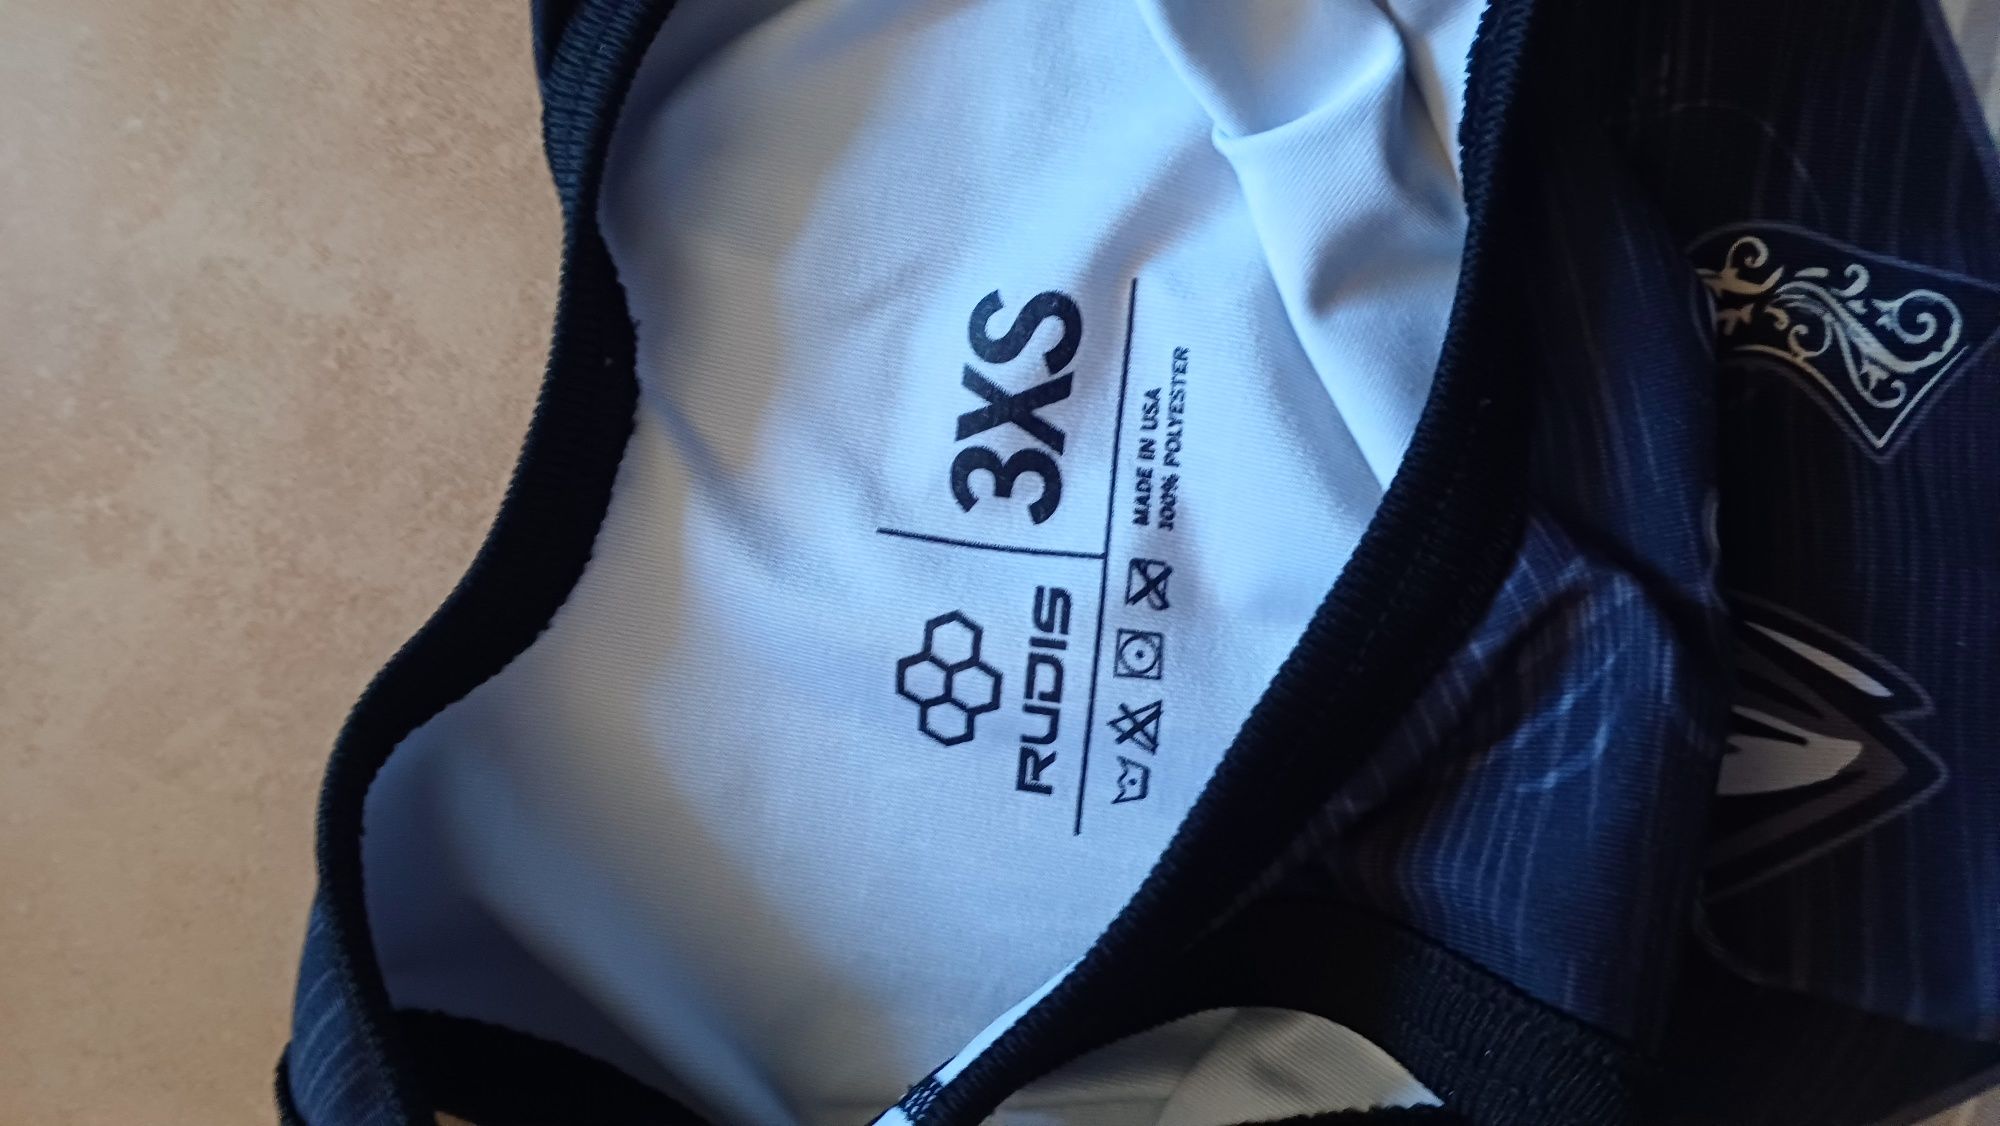 RUDIS
3XS
MADE IN USA
100% POLYESTER